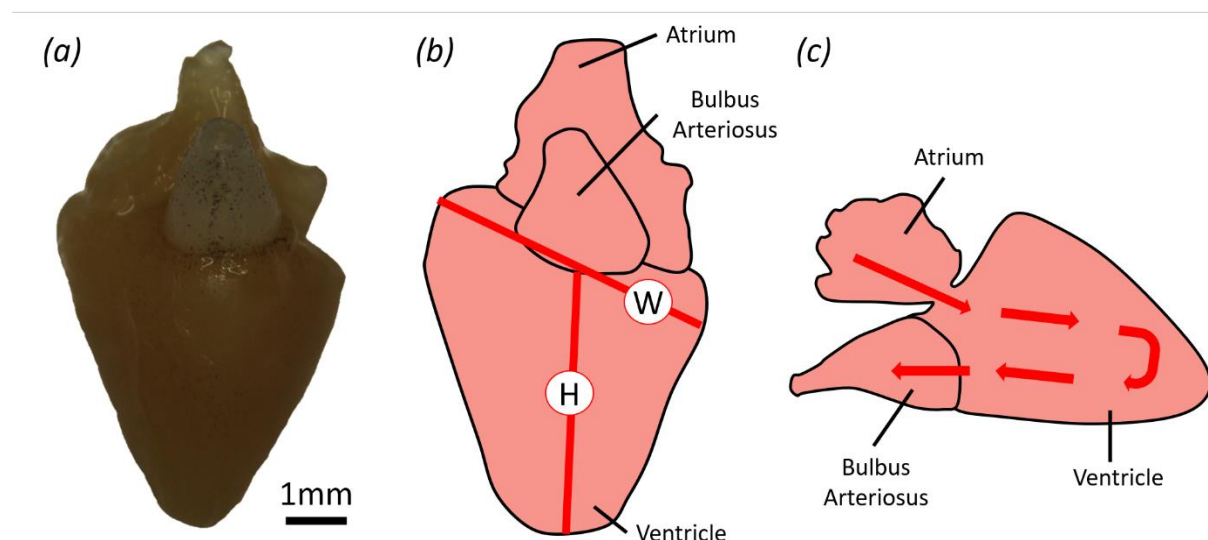 (a)
1mm
(b)
Atrium
Bulbus
Arteriosus
W
H
Ventricle
(c)
Atrium
Bulbus
Arteriosus
Ventricle